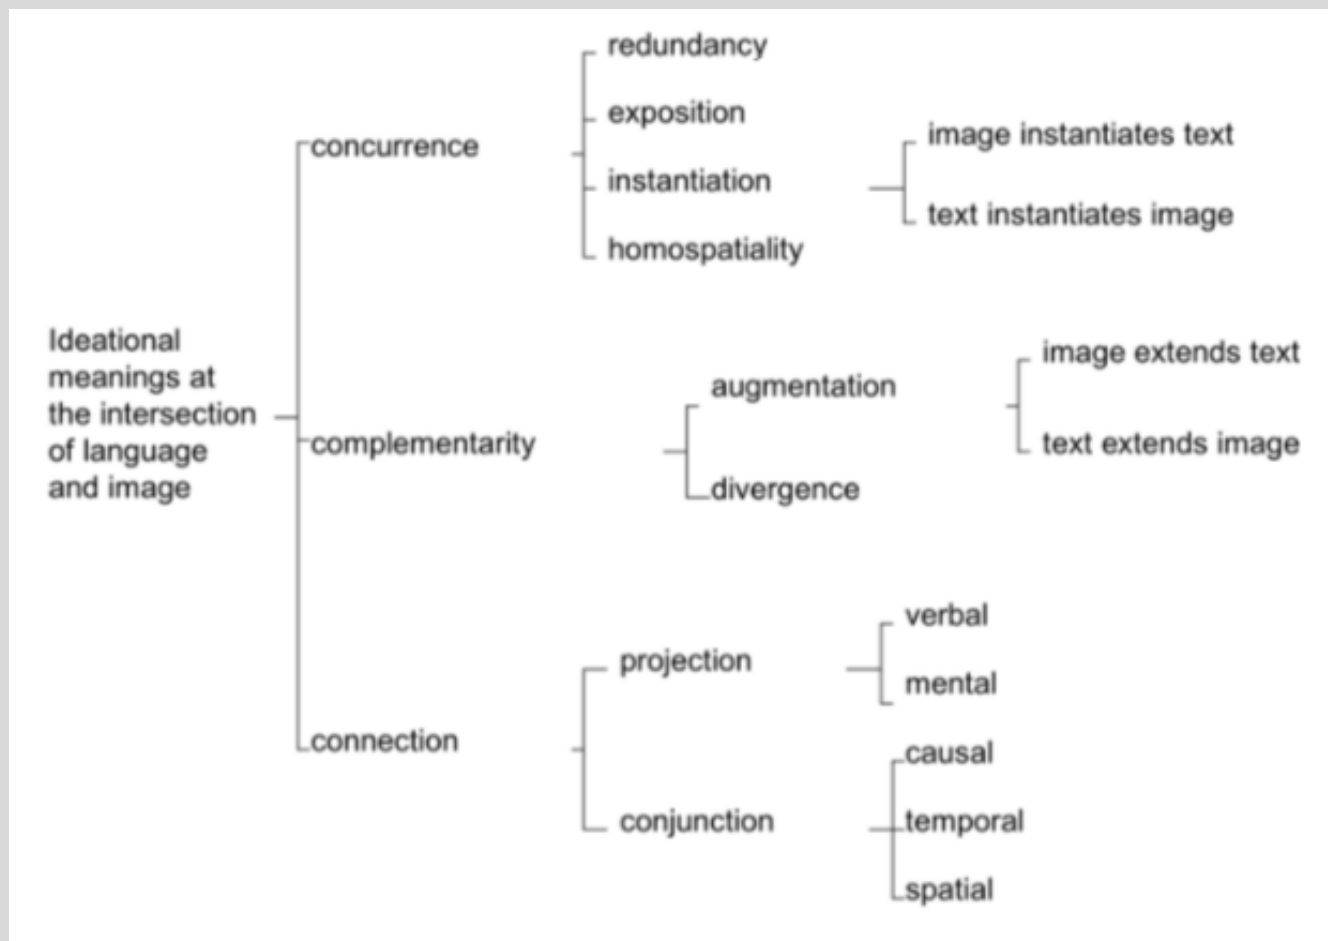 redundancy
exposition
concurrence
image instantiates text
instantiation
text instantiates image
homospatiality
Ideational
meanings at
the intersection
of language
and image
image extends text
augmentation
complementarity
text extends image
divergence
verbal
projection
mental
connection
causal
conjunction
temporal
spatial